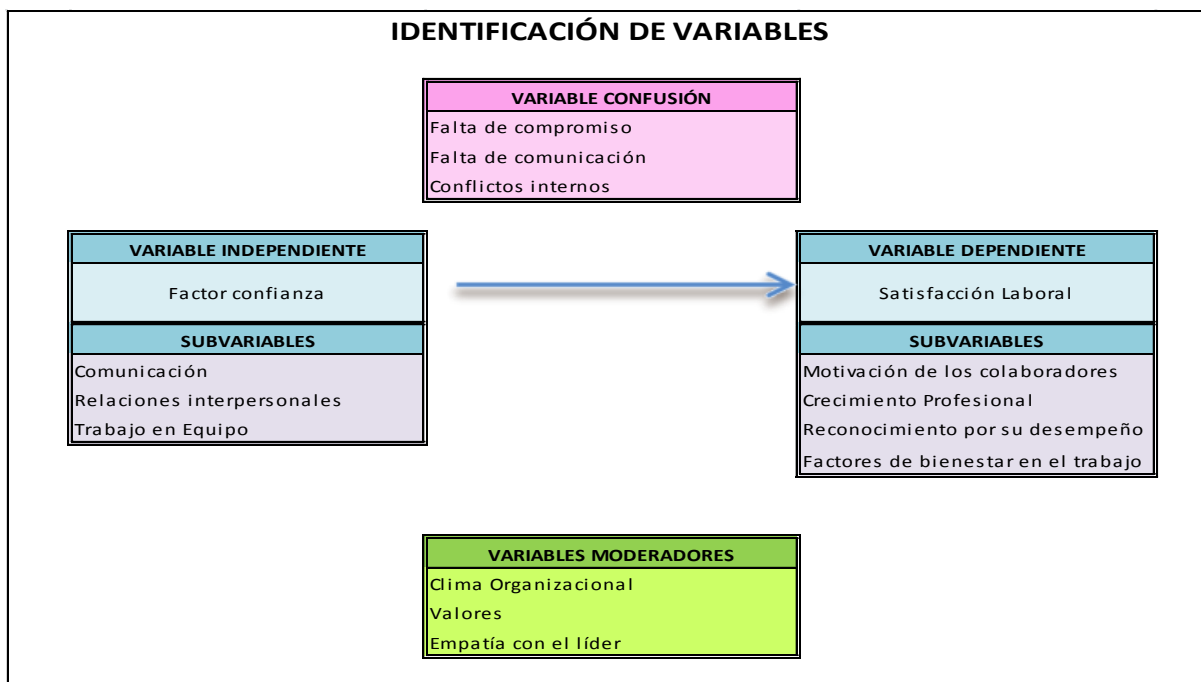 IDENTIFICACIÓN DE VARIABLES
VARIABLE CONFUSIÓN
Falta de compromiso
Falta de comunicación
Conflictos internos
VARIABLE INDEPENDIENTE
Factor confianza
SUBVARIABLES
Comunicación
Relaciones interpersonales
Trabajo en Equipo
VARIABLE DEPENDIENTE
Satisfacción Laboral
SUBVARIABLES
Motivación de los colaboradores
Crecimiento Profesional
Reconocimiento por su desempeño
Factores de bienestar en el trabajo
VARIABLES MODERADORES
Clima Organizacional
Valores
Empatía con el líder